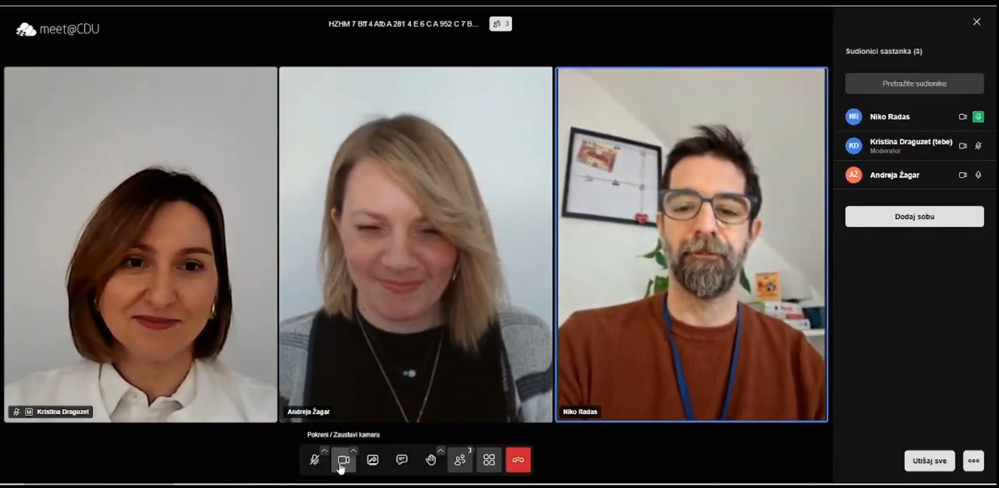 meet@CDU
HZHM 7 Bff 4 Afb A 281 4 E 6 C A 952 C 7 B...
3
Sudionici sastanka (3)
Pretražite sudionike
NR
Niko Radas
KD
Kristina Draguzet (tebe)
Moderator
AŽ
Andreja Žagar
Dodaj sobu
M
Kristina Draguzet
Andreja Žagar
Niko Radas
Pokreni / Zaustavi kameru
3
Utišaj sve